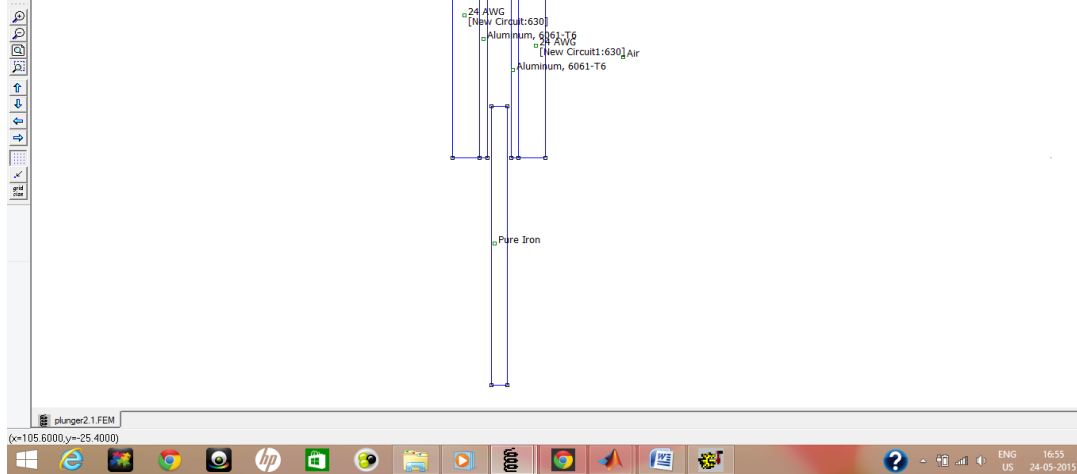 24 AWG
[New Circuit:630]
Aluminum, 6061-T6
24 AWG
[New Circuit1:630]
Air
Aluminum, 6061-T6
grid
size
Pure Iron
plunger2.1.FEM
(x=105.6000,y=-25.4000)
hp
W
?
ENG
16:55
US
24-05-2015